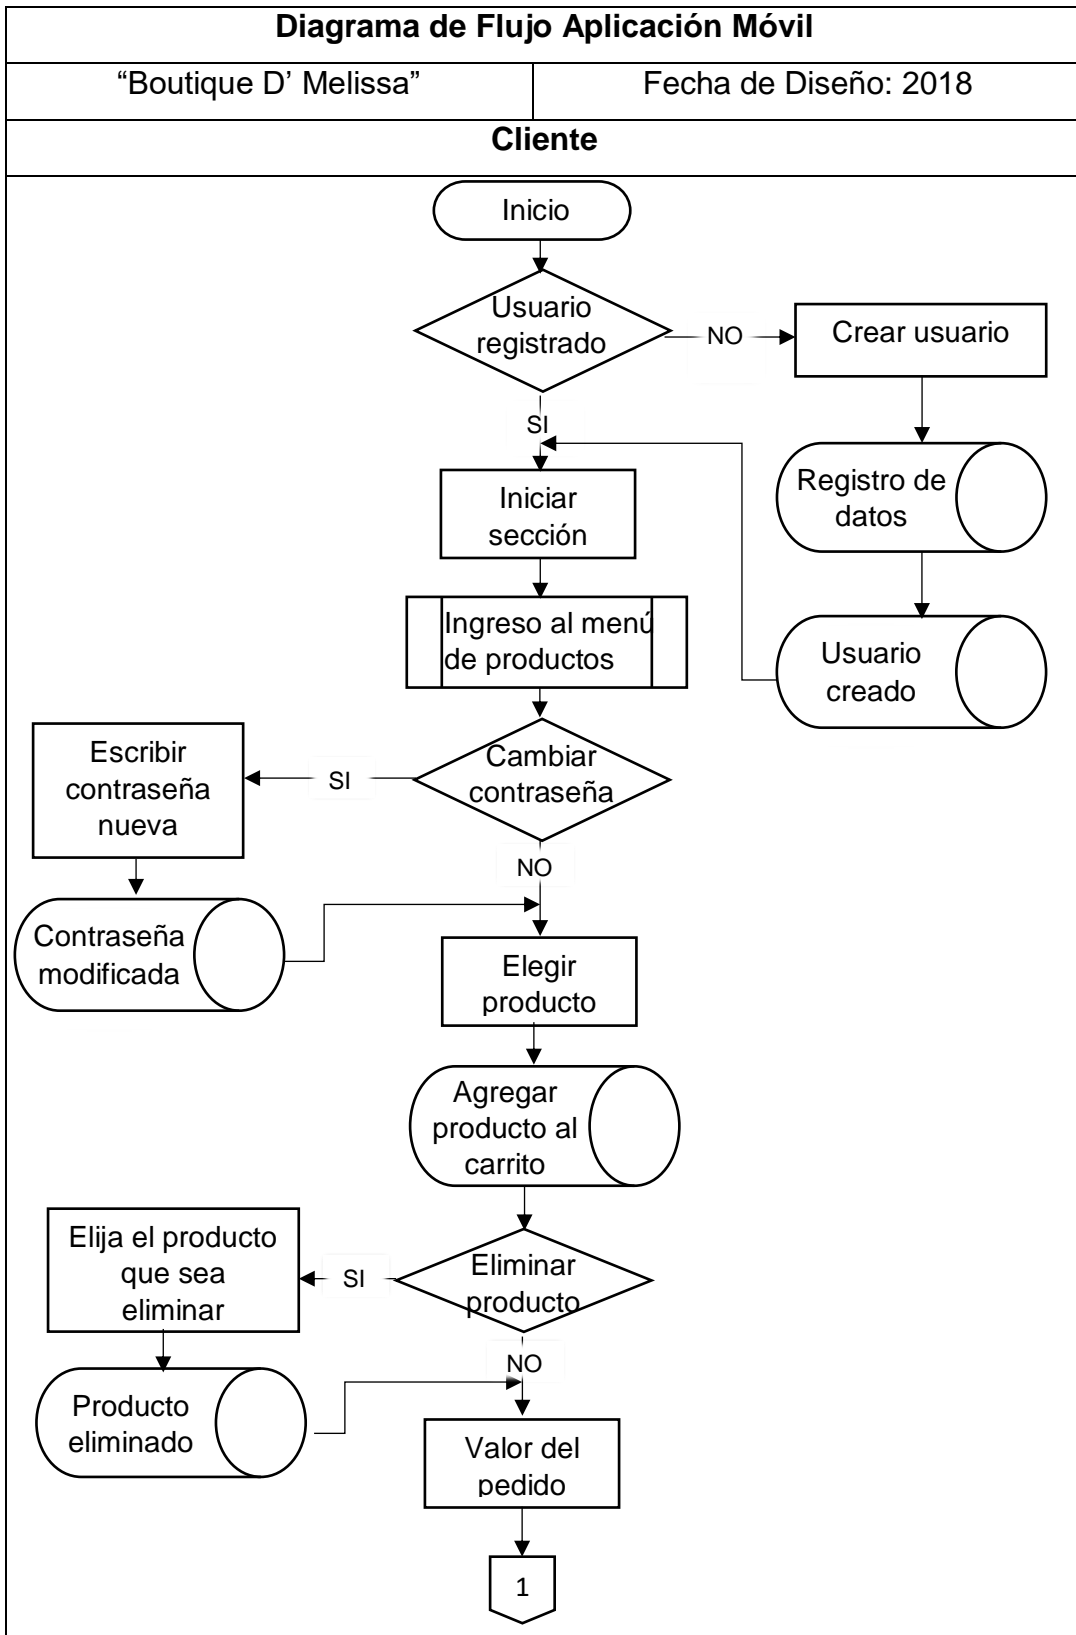 Diagrama de Flujo Aplicación Móvil
“Boutique D’ Melissa”
Fecha de Diseño: 2018
Cliente
Inicio
Usuario
registrado
NO
Crear usuario
SI
Registro de
datos
Iniciar
sección
Ingreso al menú
de productos
Usuario
creado
Cambiar
contraseña
SI
Escribir
contraseña
nueva
NO
Contraseña
modificada
Elegir
producto
Agregar
producto al
carrito
Eliminar
producto
SI
Elija el producto
que sea
eliminar
NO
Producto
eliminado
Valor del
pedido
1